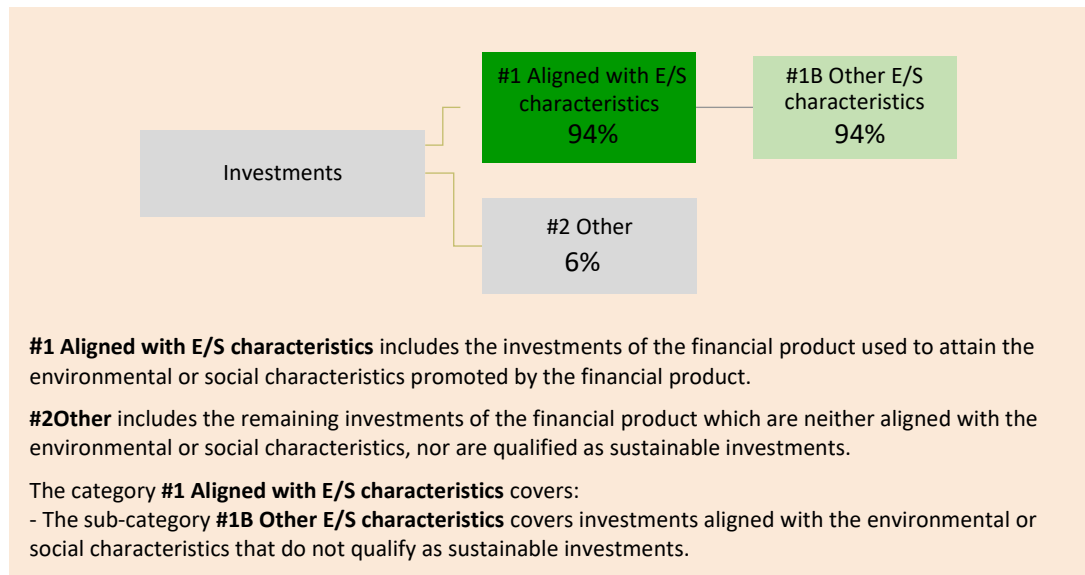 #1 Aligned with E/S
characteristics
94%
#1B Other E/S
characteristics
94%
Investments
#2 Other
6%
#1 Aligned with E/S characteristics includes the investments of the financial product used to attain the
environmental or social characteristics promoted by the financial product.
#2Other includes the remaining investments of the financial product which are neither aligned with the
environmental or social characteristics, nor are qualified as sustainable investments.
The category #1 Aligned with E/S characteristics covers:
- The sub-category #1B Other E/S characteristics covers investments aligned with the environmental or
social characteristics that do not qualify as sustainable investments.